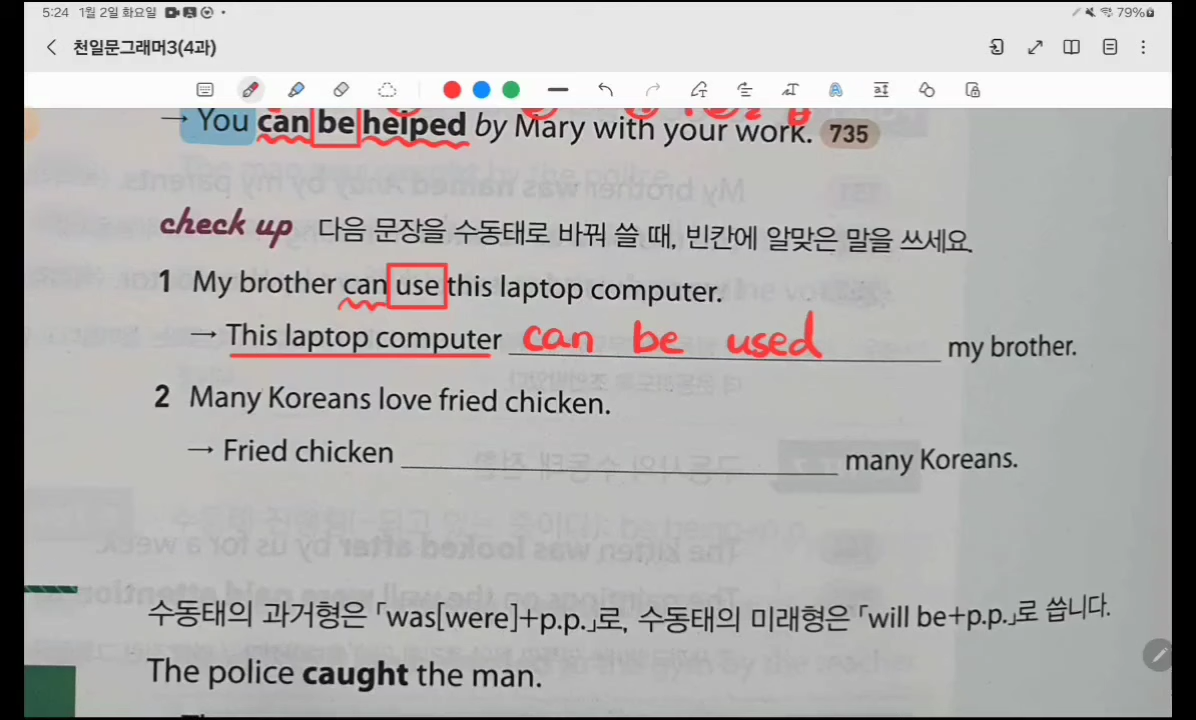 5:24 1월 2일 화요일 79%
천일문그래머3(4과)
→ You can be helped by Mary with your work. 735
check up 다음 문장을 수동태로 바꿔 쓸 때, 빈칸에 알맞은 말을 쓰세요.
1 My brother can use this laptop computer.
→ This laptop computer can be used my brother.
2 Many Koreans love fried chicken.
→ Fried chicken many Koreans.
수동태의 과거형은 「was[were]+p.p.」로, 수동태의 미래형은 「will be+p.p.」로 씁니다.
The police caught the man.